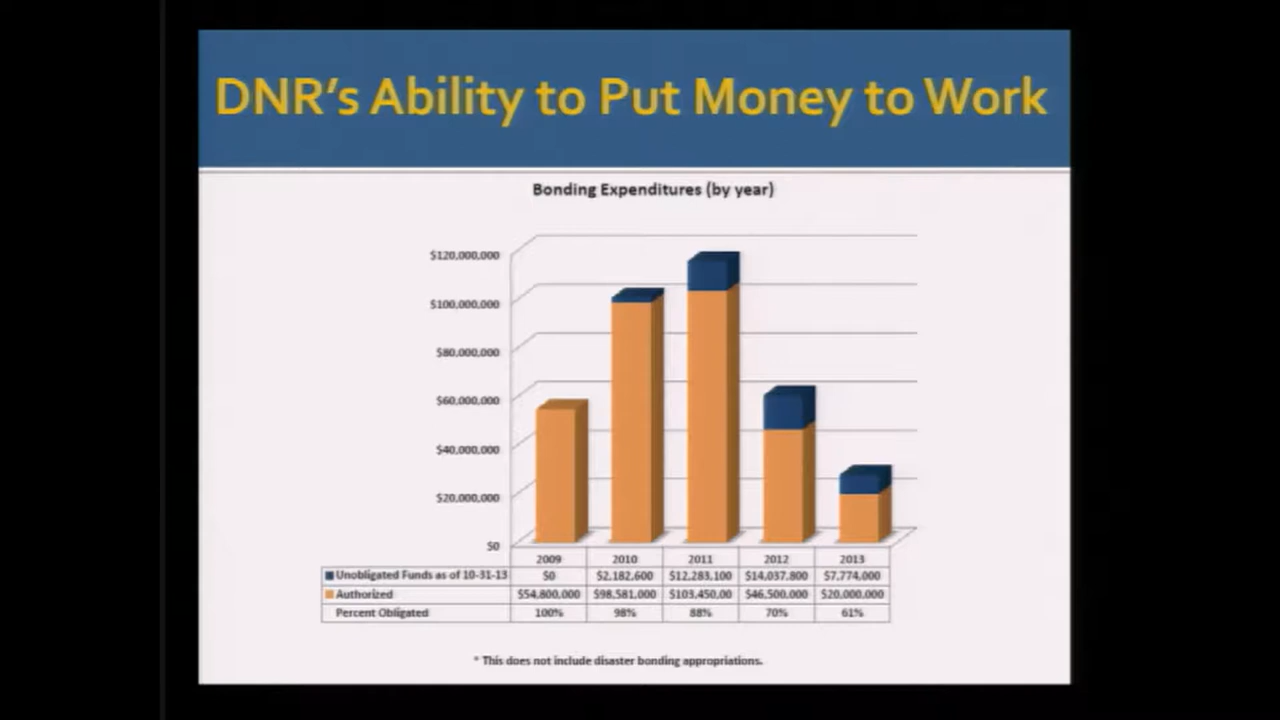 DNR's Ability to Put Money to Work
Bonding Expenditures (by year)
$120,000,000
$100,000,000
$80,000,000
$60,000,000
$40,000,000
$20,000,000
$0
2009 2010 2011 2012 2013
Unobligated Funds as of 10-31-13 $0 $2,182,600 $12,283,100 $14,037,800 $7,774,000
Authorized $54,800,000 $98,581,000 $103,450,00 $46,500,000 $20,000,000
Percent Obligated 100% 98% 88% 70% 61%
* This does not include disaster bonding appropriations.